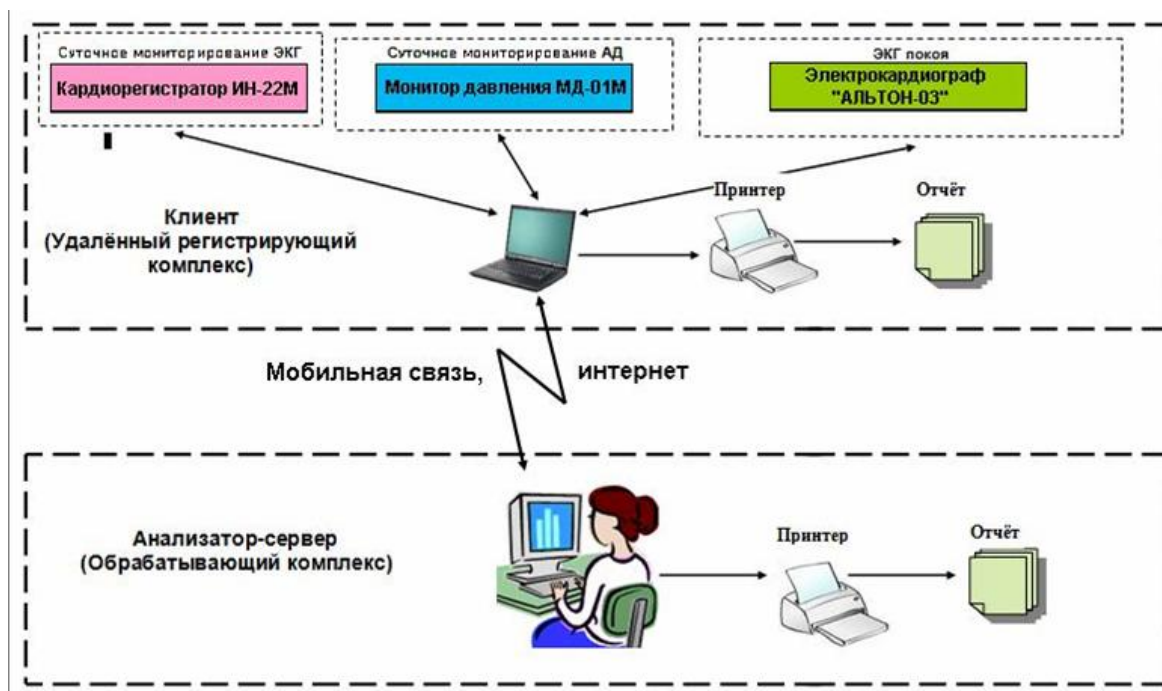 Суточное мониторирование ЭКГ
Кардиорегистратор ИН-22М
Суточное мониторирование АД
Монитор давления МД-01М
ЭКГ покоя
Электрокардиограф
"АЛЬТОН-03"
Клиент
(Удалённый регистрирующий
комплекс)
Принтер
Отчёт
Мобильная связь, интернет
Анализатор-сервер
(Обрабатывающий комплекс)
Принтер
Отчёт